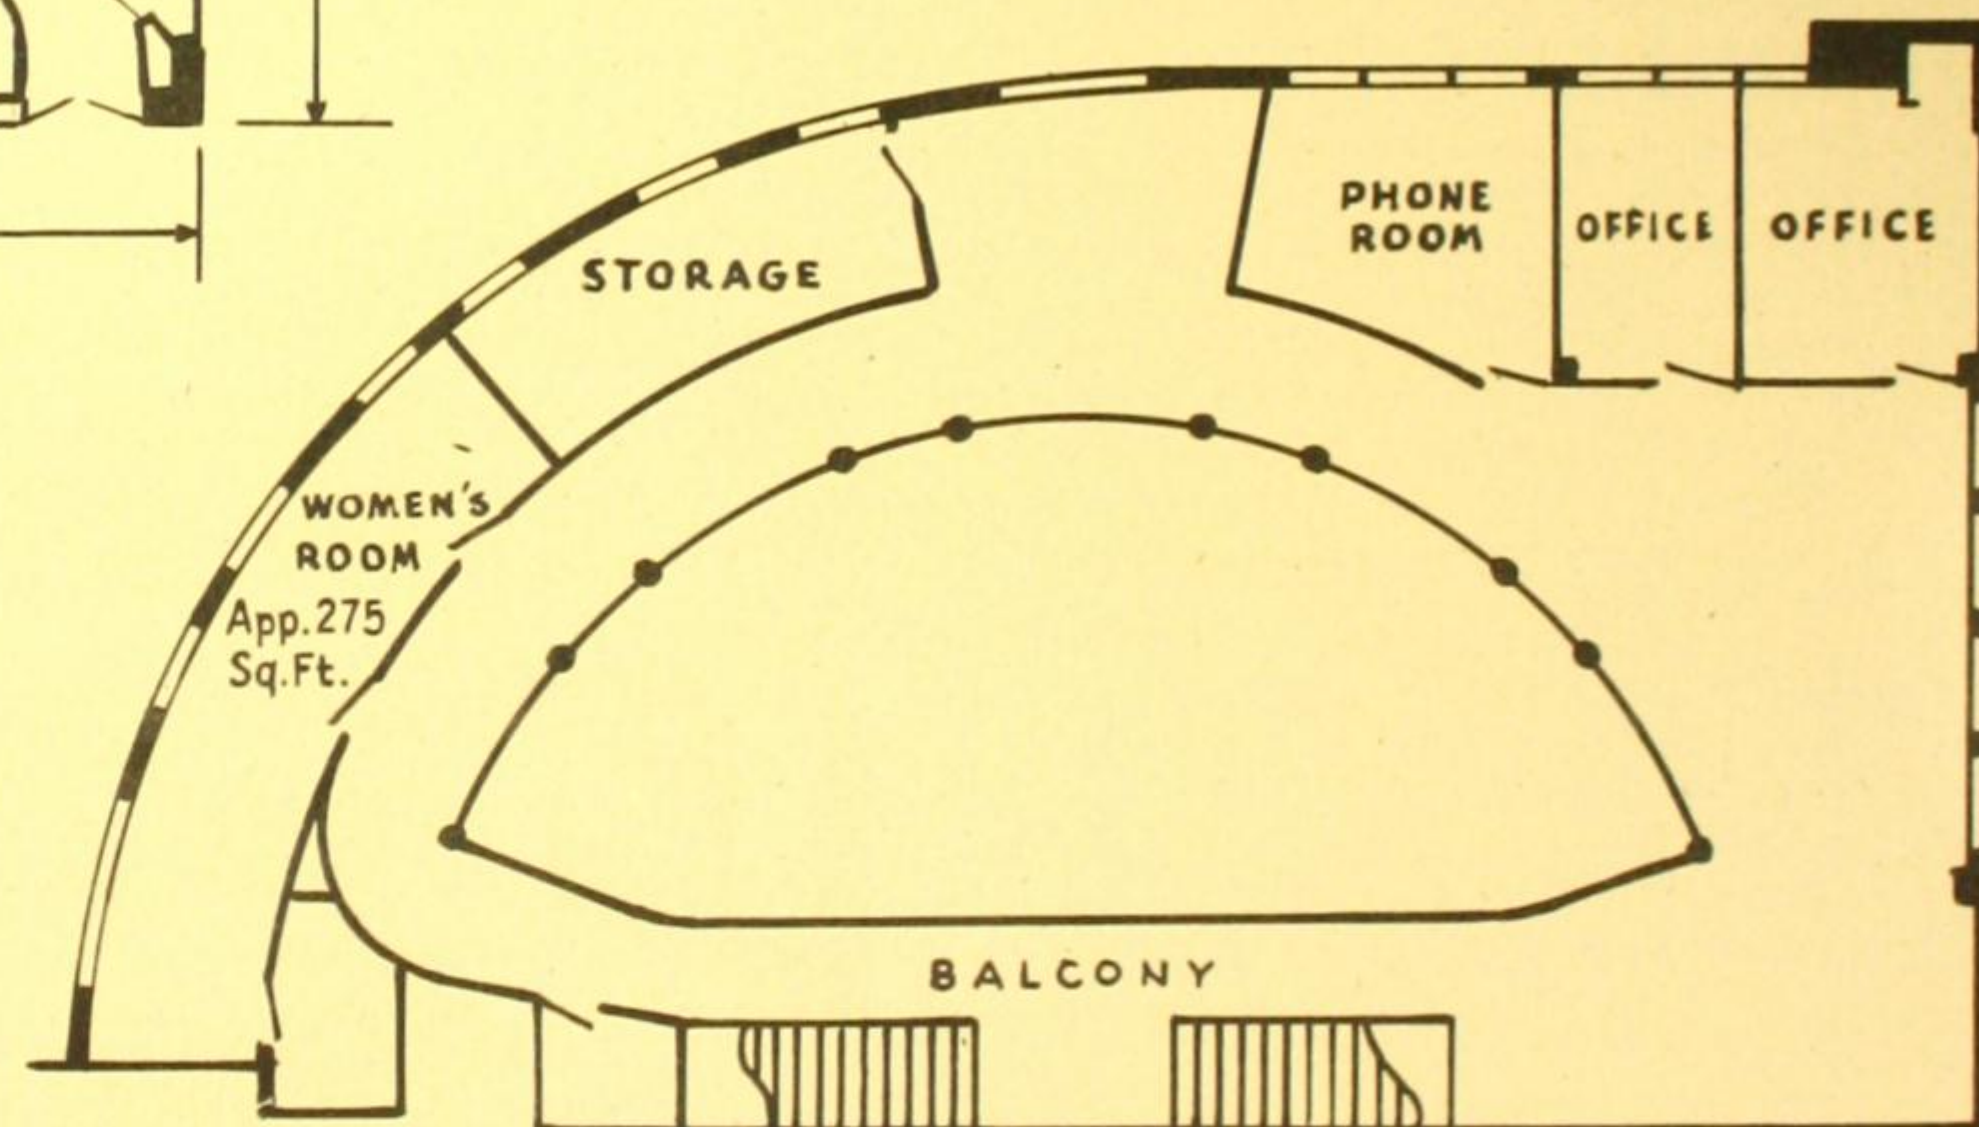 PHONE
ROOM
OFFICE
OFFICE
STORAGE
WOMEN'S
ROOM
App.275
Sq.Ft.
BALCONY